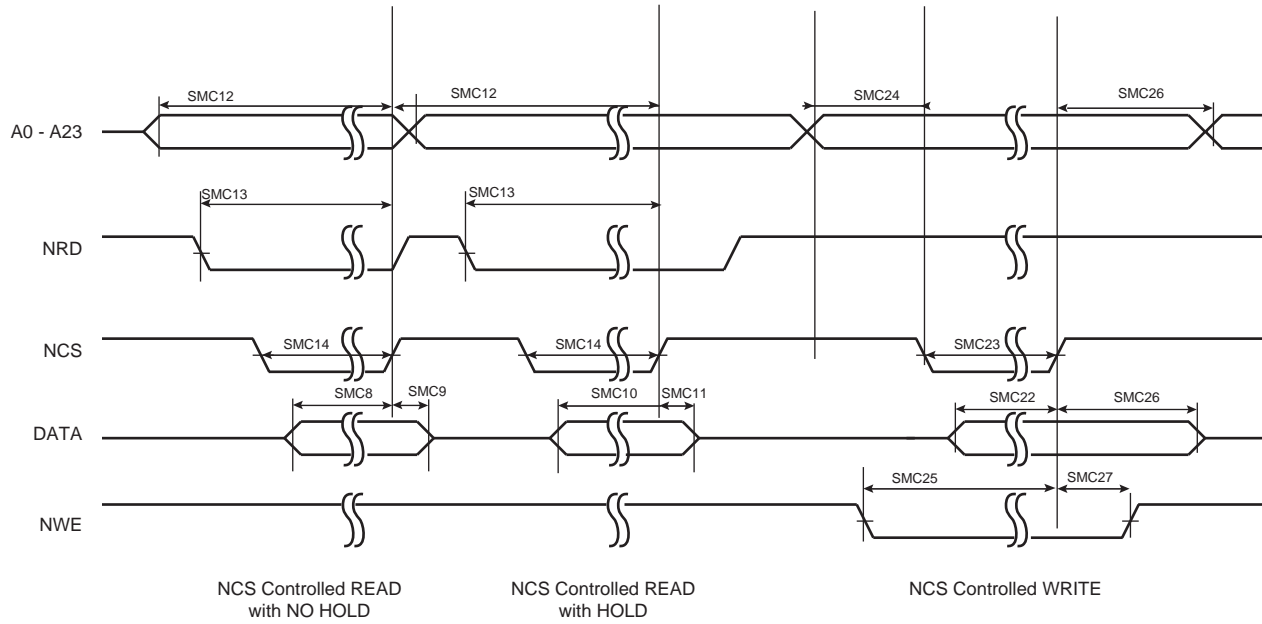 SMC12
SMC12
SMC24
SMC26
A0 - A23
SMC13
SMC13
NRD
NCS
SMC14
SMC14
SMC23
SMC8
SMC9
SMC10
SMC11
SMC22
SMC26
DATA
SMC25
SMC27
NWE
NCS Controlled READ
with NO HOLD
NCS Controlled READ
with HOLD
NCS Controlled WRITE